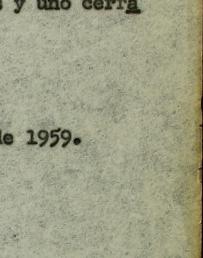 y uno cerra
de 1959.